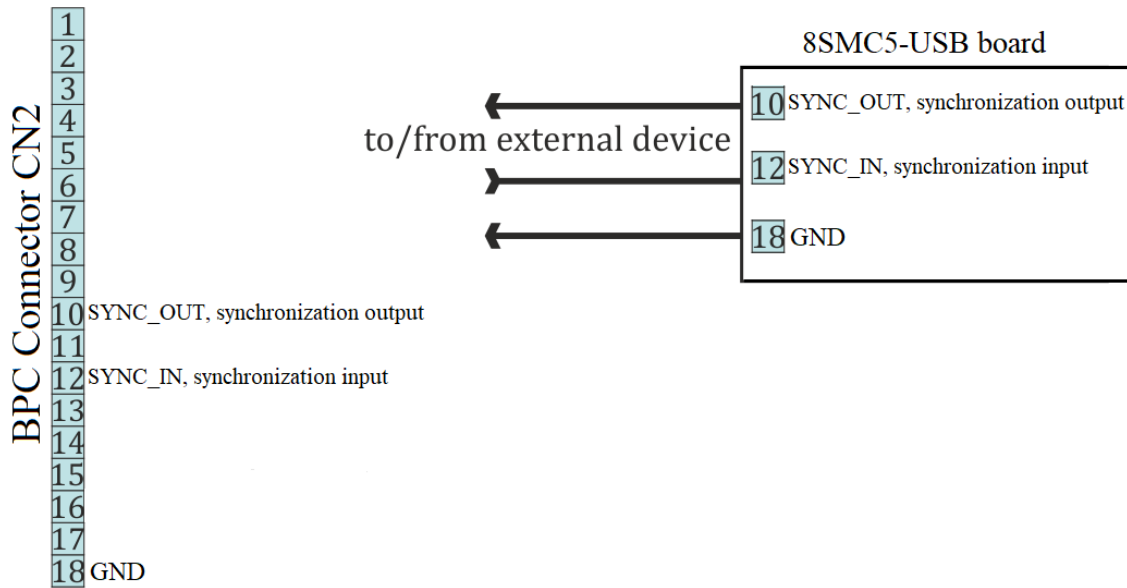 BPC Connector CN2
1
2
3
4
5
6
7
8
9
10 SYNC_OUT, synchronization output
11
12 SYNC_IN, synchronization input
13
14
15
16
17
18 GND
to/from external device
8SMC5-USB board
10 SYNC_OUT, synchronization output
12 SYNC_IN, synchronization input
18 GND